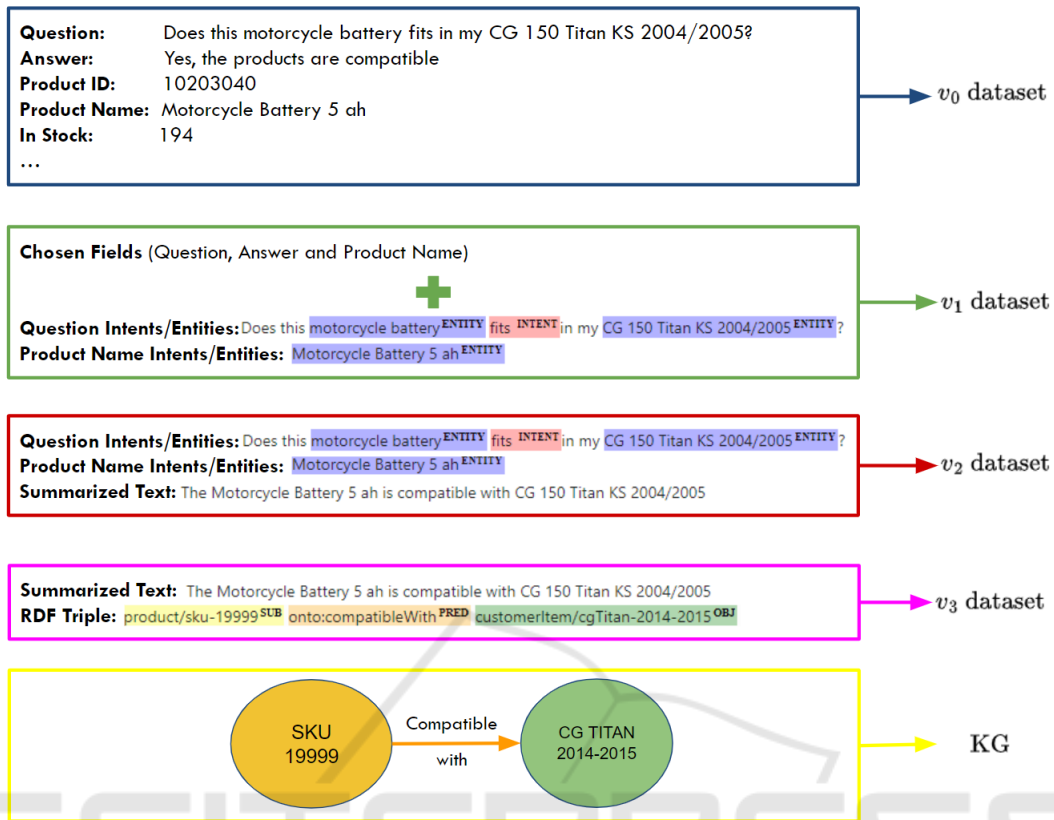 Question: Does this motorcycle battery fits in my CG 150 Titan KS 2004/2005?
Answer: Yes, the products are compatible
Product ID: 10203040
Product Name: Motorcycle Battery 5 ah
In Stock: 194
...
v0 dataset
Chosen Fields (Question, Answer and Product Name)
Question Intents/Entities: Does this motorcycle battery ENTITY fits INTENT in my CG 150 Titan KS 2004/2005 ENTITY ?
Product Name Intents/Entities: Motorcycle Battery 5 ah ENTITY
v1 dataset
Question Intents/Entities: Does this motorcycle battery ENTITY fits INTENT in my CG 150 Titan KS 2004/2005 ENTITY ?
Product Name Intents/Entities: Motorcycle Battery 5 ah ENTITY
Summarized Text: The Motorcycle Battery 5 ah is compatible with CG 150 Titan KS 2004/2005
v2 dataset
Summarized Text: The Motorcycle Battery 5 ah is compatible with CG 150 Titan KS 2004/2005
RDF Triple: product/sku-19999 SUB onto:compatibleWith PRED customerItem/cgTitan-2014-2015 OBJ
v3 dataset
SKU
19999
Compatible
with
CG TITAN
2014-2015
KG